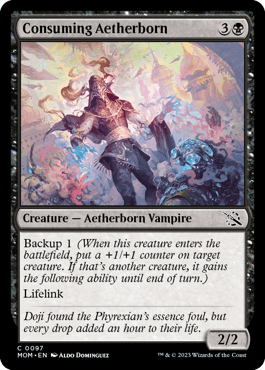 Consuming Aetherborn 3
Creature — Aetherborn Vampire
Backup 1 (When this creature enters the
battlefield, put a +1/+1 counter on target
creature. If that's another creature, it gains
the following ability until end of turn.)
Lifelink
Doji found the Phyrexian's essence foul, but
every drop added an hour to their life.
2/2
C 0097
MOM • EN ALDO DOMINGUEZ
™ & © 2023 Wizards of the Coast